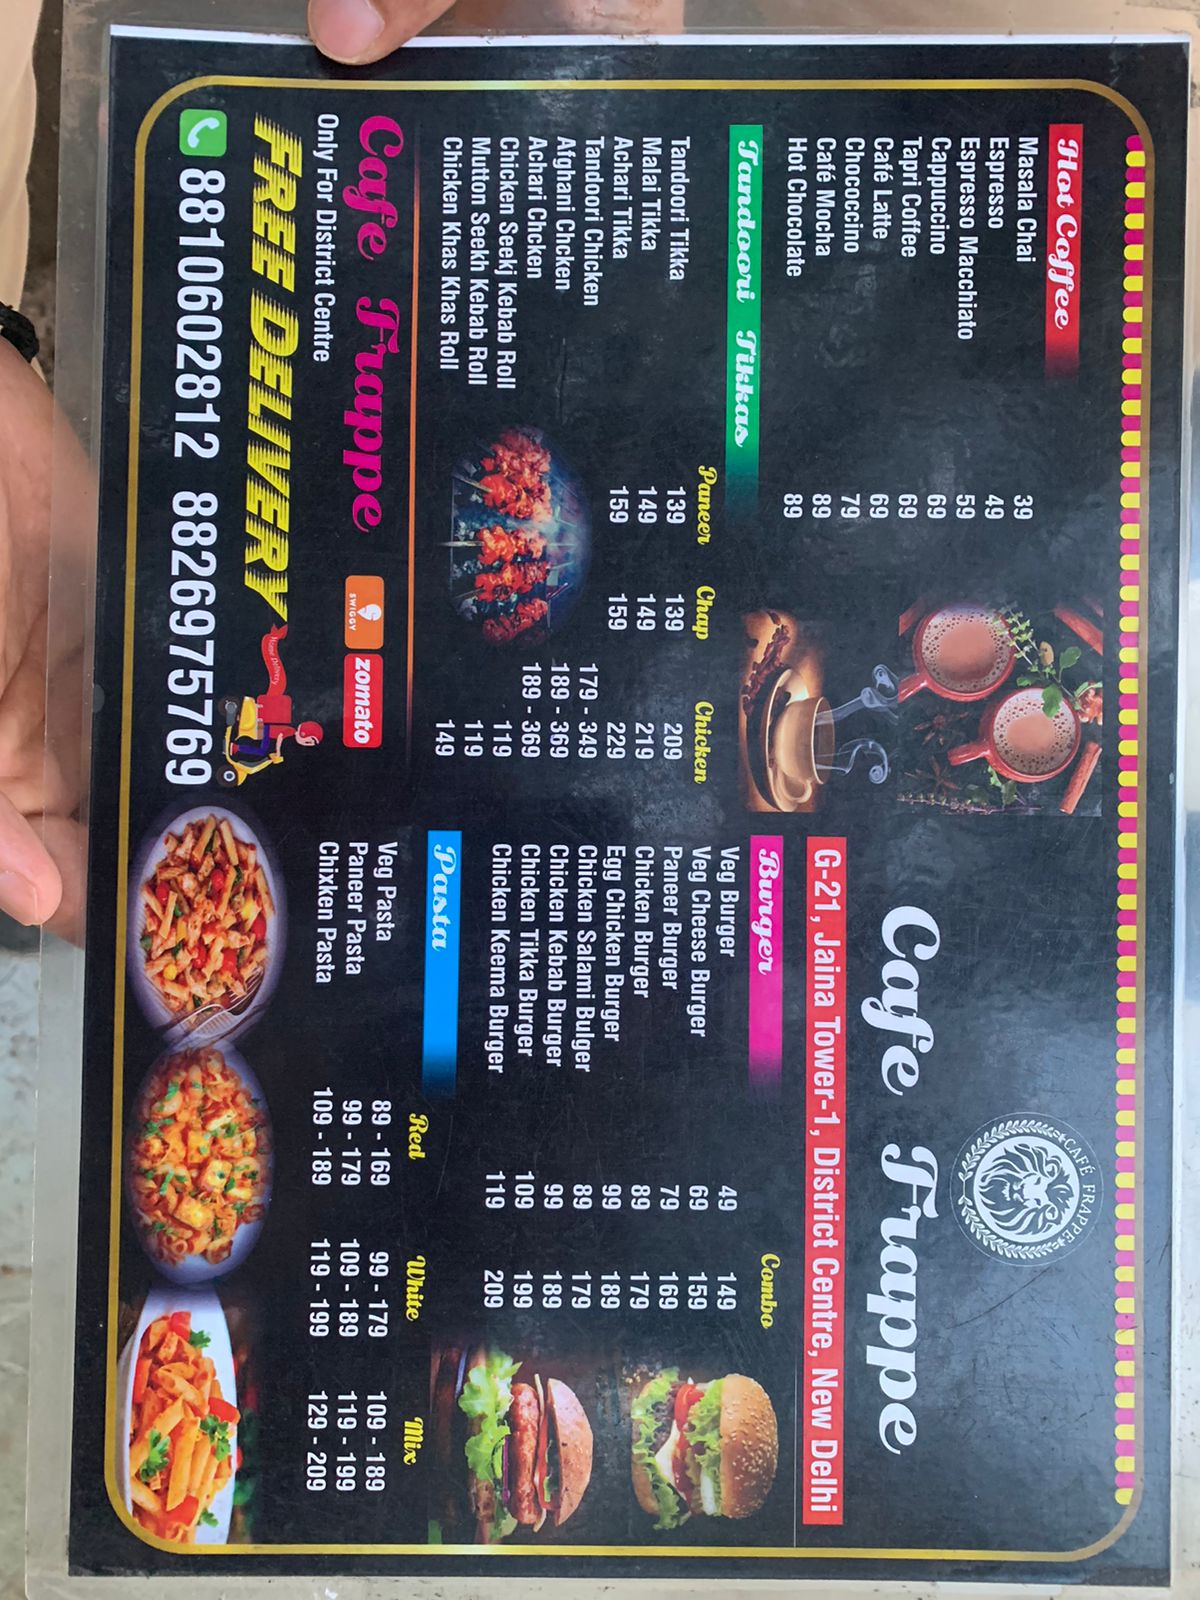 Hot Coffee
Masala Chai 39
Espresso 49
Espresso Macchiato 59
Cappuccino 69
Tapri Coffee 69
Café Latte 69
Chococcino 79
Café Mocha 89
Hot Chocolate 89
Tandoori Tikkas
Paneer Chap Chicken
Tandoori Tikka 139 139 209
Malai Tikka 149 149 219
Achari Tikka 159 159 229
Tandoori Chicken 179 - 349
Afghani Chcken 189 - 369
Achari Chcken 189 - 369
Chicken Seekj Kebab Roll 119
Mutton Seekh Kebab Roll 119
Chicken Khas Khas Roll 149
Cafe Frappe
SWIGGY
zomato
Only For District Centre
FREE DELIVERY
Home Delivery
8810602812 8826975769
CAFÉ FRAPPE
Cafe Frappe
G-21, Jaina Tower-1, District Centre, New Delhi
Burger Combo
Veg Burger 49 149
Veg Cheese Burger 69 159
Paneer Burger 79 169
Chicken Burger 89 179
Egg Chicken Burger 99 189
Chicken Salami Bulger 89 179
Chicken Kebab Burger 99 189
Chicken Tikka Burger 109 199
Chicken Keema Burger 119 209
Pasta
Red White Mix
Veg Pasta 89 - 169 99 - 179 109 - 189
Paneer Pasta 99 - 179 109 - 189 119 - 199
Chixken Pasta 109 - 189 119 - 199 129 - 209